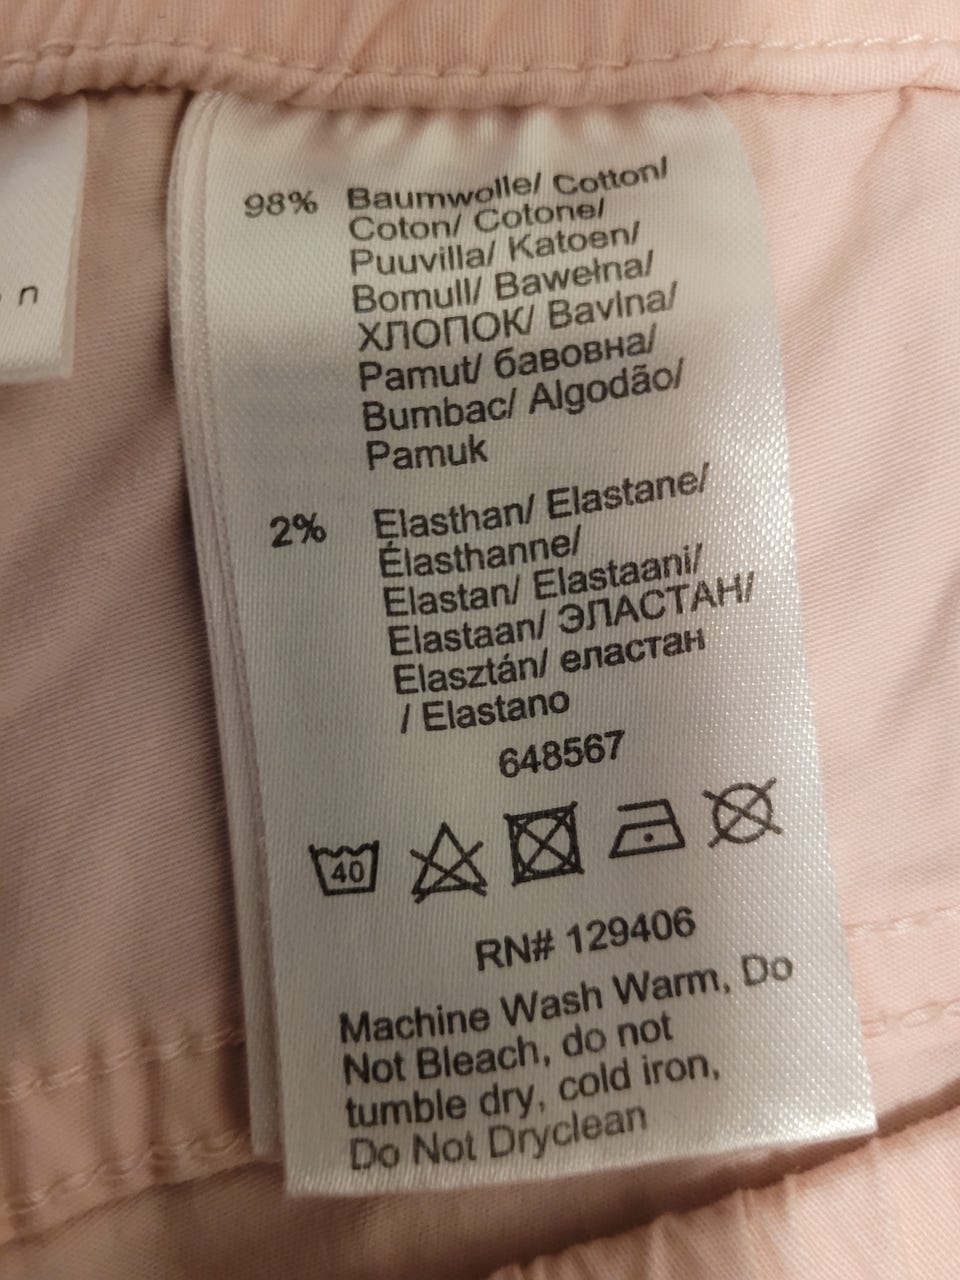 n
98% Baumwolle/ Cotton/
Coton/ Cotone/
Puuvilla/ Katoen/
Bomull/ Bawełna/
ХЛОПОК/ Bavlna/
Pamut/ бавовна/
Bumbac/ Algodão/
Pamuk
2% Elasthan/ Elastane/
Élasthanne/
Elastan/ Elastaani/
Elastaan/ ЭЛАСТАН/
Elasztán/ еластан
/ Elastano
648567
40
RN# 129406
Machine Wash Warm, Do
Not Bleach, do not
tumble dry, cold iron,
Do Not Dryclean